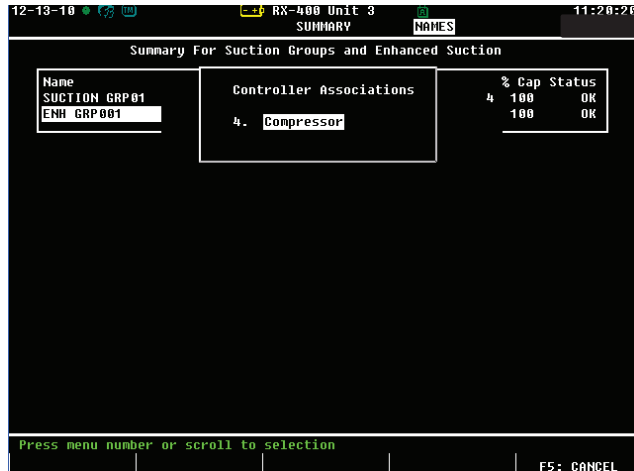 12-13-10 TM RX-400 Unit 3 11:20:20
SUMMARY NAMES
Summary For Suction Groups and Enhanced Suction
Name % Cap Status
SUCTION GRP01 4 100 OK
ENH GRP001 100 OK
Controller Associations
4. Compressor
Press menu number or scroll to selection
F5: CANCEL